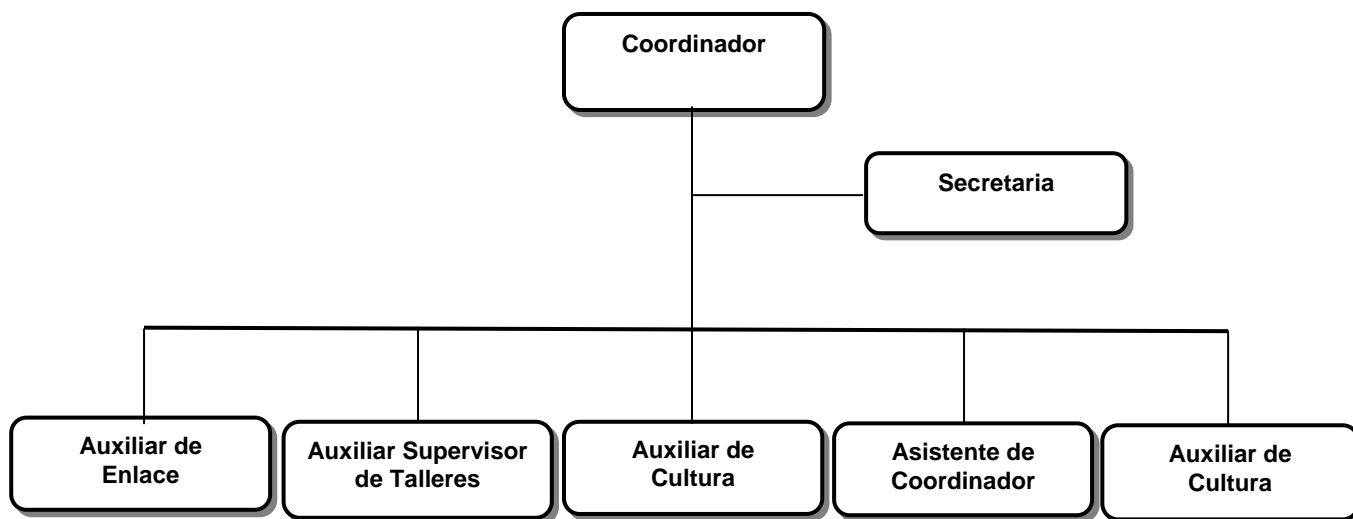 Coordinador
Secretaria
Auxiliar de
Enlace
Auxiliar Supervisor
de Talleres
Auxiliar de
Cultura
Asistente de
Coordinador
Auxiliar de
Cultura